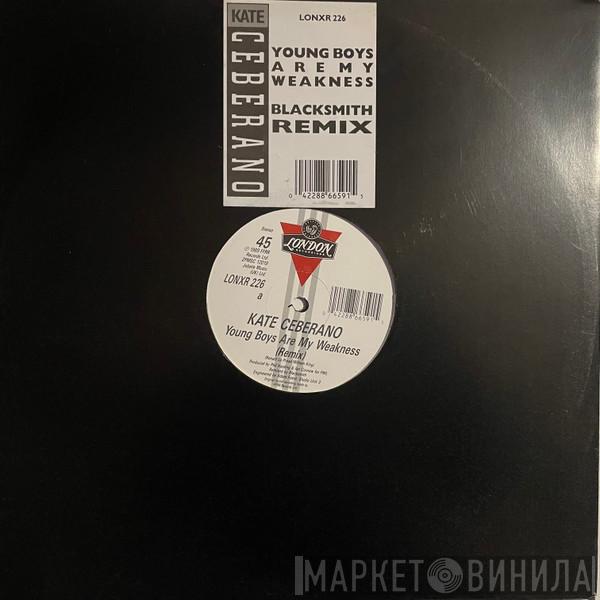 KATE
CEBERANO
LONXR 226
YOUNG BOYS
ARE MY
WEAKNESS
BLACKSMITH
REMIX
0 42288 66591 5
Stereo
45
LONDON
LONXR 226
a
KATE CEBERANO
Young Boys Are My Weakness
(Remix)
МАРКЕТ ВИНИЛА